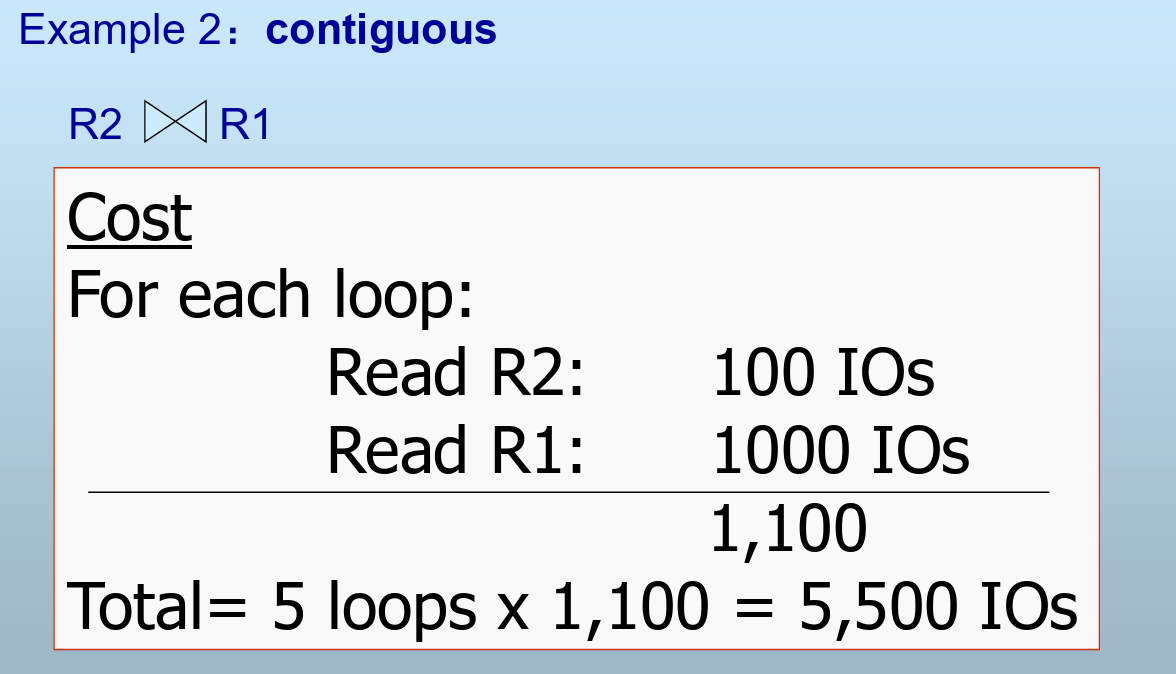 Example 2：contiguous
R2 ⋈ R1
Cost
For each loop:
Read R2: 100 IOs
Read R1: 1000 IOs
1,100
Total= 5 loops x 1,100 = 5,500 IOs